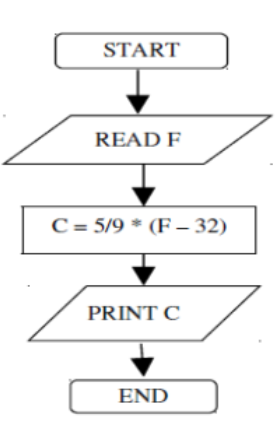 START
READ F
C = 5/9 * (F – 32)
PRINT C
END